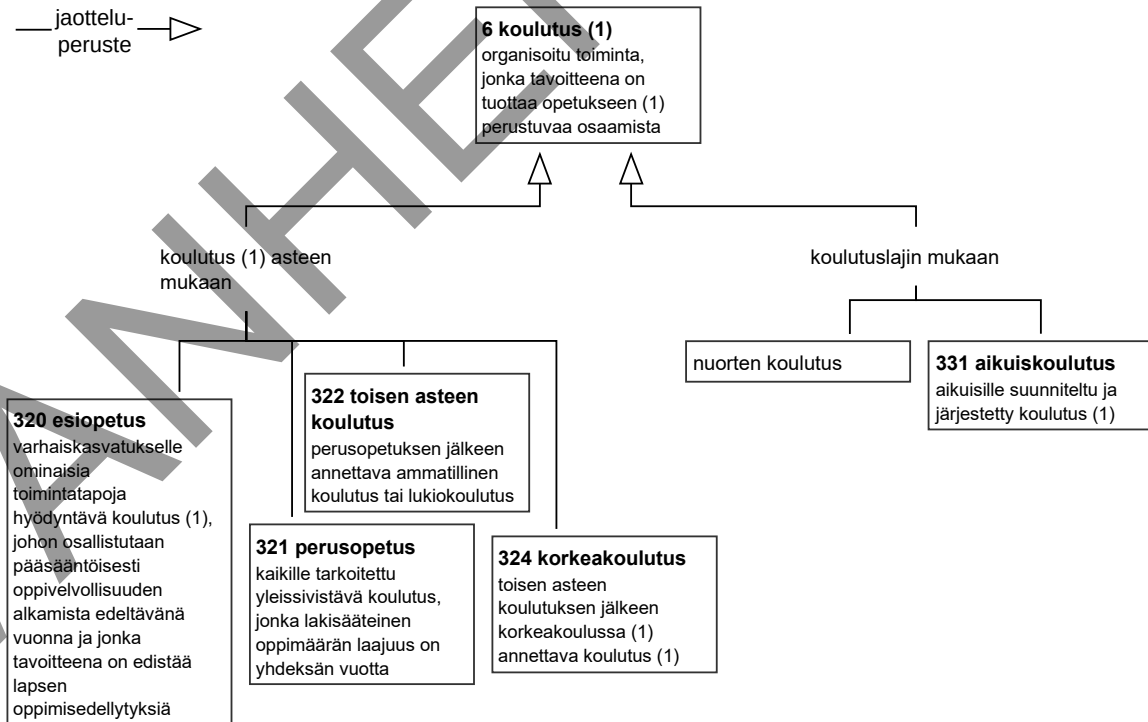 jaottelu-
peruste
6 koulutus (1)
organisoitu toiminta,
jonka tavoitteena on
tuottaa opetukseen (1)
perustuvaa osaamista
koulutus (1) asteen
mukaan
koulutuslajin mukaan
320 esiopetus
varhaiskasvatukselle
ominaisia
toimintatapoja
hyödyntävä koulutus (1),
johon osallistutaan
pääsääntöisesti
oppivelvollisuuden
alkamista edeltävänä
vuonna ja jonka
tavoitteena on edistää
lapsen
oppimisedellytyksiä
321 perusopetus
kaikille tarkoitettu
yleissivistävä koulutus,
jonka lakisääteinen
oppimäärän laajuus on
yhdeksän vuotta
322 toisen asteen
koulutus
perusopetuksen jälkeen
annettava ammatillinen
koulutus tai lukiokoulutus
324 korkeakoulutus
toisen asteen
koulutuksen jälkeen
korkeakoulussa (1)
annettava koulutus (1)
nuorten koulutus
331 aikuiskoulutus
aikuisille suunniteltu ja
järjestetty koulutus (1)
ANHE